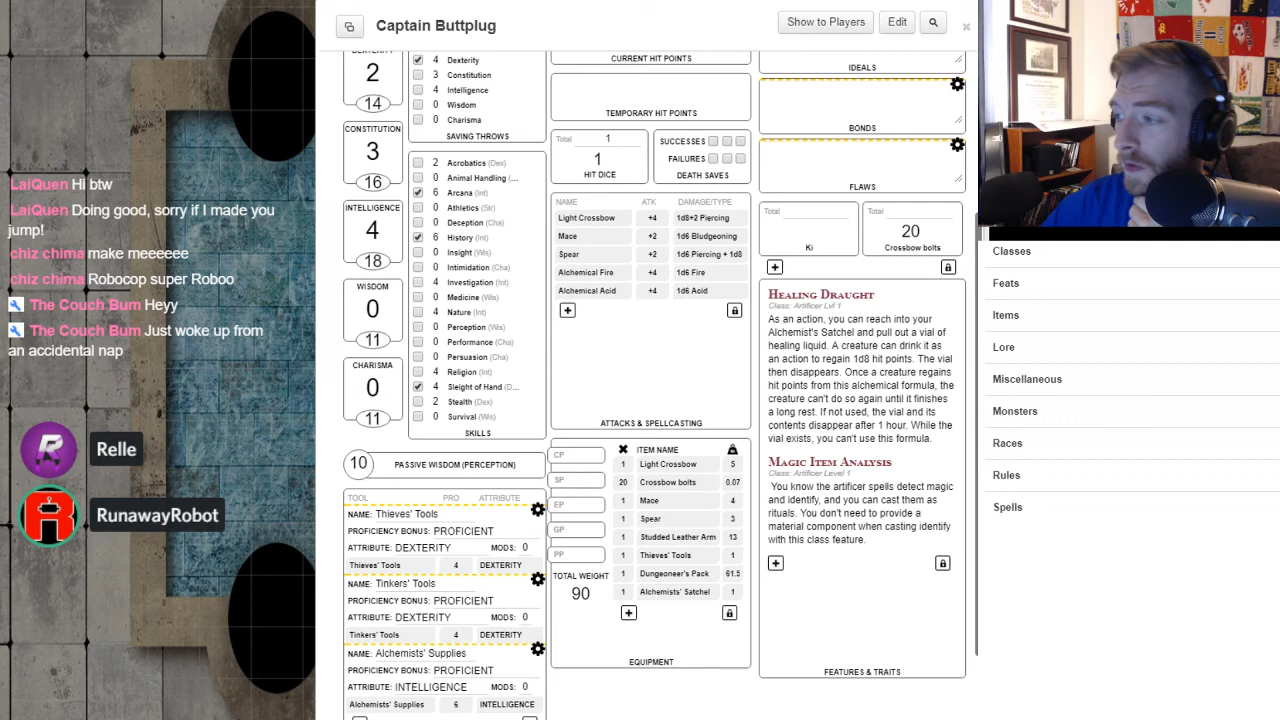 Captain Buttplug
Show to Players
Edit
LaiQuen Hi btw
LaiQuen Doing good, sorry if I made you
jump!
chiz chima make meeeeee
chiz chima Robocop super Roboo
The Couch Bum Heyy
The Couch Bum Just woke up from
an accidental nap
Relle
RunawayRobot
DEXTERITY
2
14
CONSTITUTION
3
16
INTELLIGENCE
4
18
WISDOM
0
11
CHARISMA
0
11
4 Dexterity
3 Constitution
4 Intelligence
0 Wisdom
0 Charisma
SAVING THROWS
2 Acrobatics (Dex)
0 Animal Handling (...
6 Arcana (Int)
0 Athletics (Str)
0 Deception (Cha)
6 History (Int)
0 Insight (Wis)
0 Intimidation (Cha)
4 Investigation (Int)
0 Medicine (Wis)
4 Nature (Int)
0 Perception (Wis)
0 Performance (Cha)
0 Persuasion (Cha)
4 Religion (Int)
4 Sleight of Hand (D...
2 Stealth (Dex)
0 Survival (Wis)
SKILLS
10 PASSIVE WISDOM (PERCEPTION)
TOOL PRO ATTRIBUTE
NAME: Thieves' Tools
PROFICIENCY BONUS: PROFICIENT
ATTRIBUTE: DEXTERITY MODS: 0
Thieves' Tools 4 DEXTERITY
NAME: Tinkers' Tools
PROFICIENCY BONUS: PROFICIENT
ATTRIBUTE: DEXTERITY MODS: 0
Tinkers' Tools 4 DEXTERITY
NAME: Alchemists' Supplies
PROFICIENCY BONUS: PROFICIENT
ATTRIBUTE: INTELLIGENCE MODS: 0
Alchemists' Supplies 6 INTELLIGENCE
CURRENT HIT POINTS
TEMPORARY HIT POINTS
Total 1
1
HIT DICE
SUCCESSES
FAILURES
DEATH SAVES
NAME ATK DAMAGE/TYPE
Light Crossbow +4 1d8+2 Piercing
Mace +2 1d6 Bludgeoning
Spear +2 1d6 Piercing + 1d8
Alchemical Fire +4 1d6 Fire
Alchemical Acid +4 1d6 Acid
ATTACKS & SPELLCASTING
CP
SP
EP
GP
PP
TOTAL WEIGHT
90
ITEM NAME
1 Light Crossbow 5
20 Crossbow bolts 0.07
1 Mace 4
1 Spear 3
1 Studded Leather Arm 13
1 Thieves' Tools 1
1 Dungeoneer's Pack 61.5
1 Alchemists' Satchel 1
EQUIPMENT
IDEALS
BONDS
FLAWS
Total
Ki
Total
20
Crossbow bolts
HEALING DRAUGHT
Class: Artificer Lvl 1
As an action, you can reach into your
Alchemist's Satchel and pull out a vial of
healing liquid. A creature can drink it as
an action to regain 1d8 hit points. The vial
then disappears. Once a creature regains
hit points from this alchemical formula, the
creature can't do so again until it finishes
a long rest. If not used, the vial and its
contents disappear after 1 hour. While the
vial exists, you can't use this formula.
MAGIC ITEM ANALYSIS
Class: Artificer Level 1
You know the artificer spells detect magic
and identify, and you can cast them as
rituals. You don't need to provide a
material component when casting identify
with this class feature.
FEATURES & TRAITS
Classes
Feats
Items
Lore
Miscellaneous
Monsters
Races
Rules
Spells